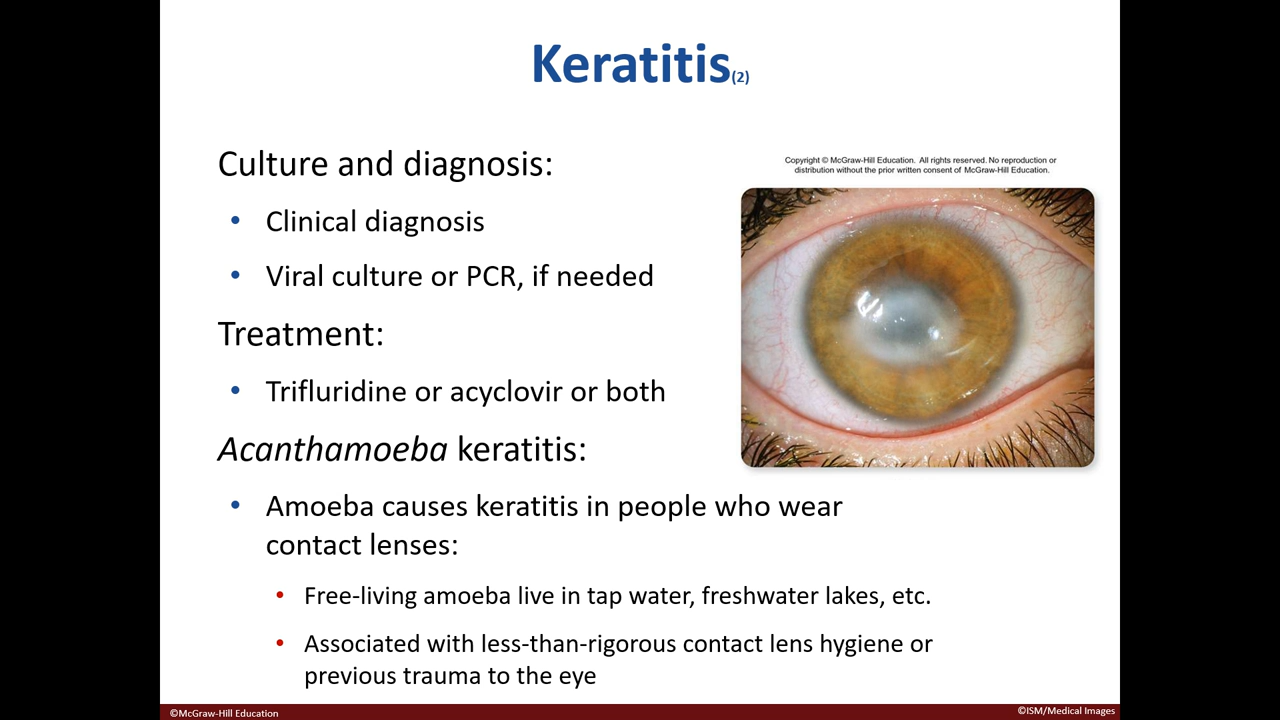 Keratitis(2)
Culture and diagnosis:
• Clinical diagnosis
• Viral culture or PCR, if needed
Treatment:
• Trifluridine or acyclovir or both
Acanthamoeba keratitis:
• Amoeba causes keratitis in people who wear
contact lenses:
• Free-living amoeba live in tap water, freshwater lakes, etc.
• Associated with less-than-rigorous contact lens hygiene or
previous trauma to the eye
Copyright © McGraw-Hill Education. All rights reserved. No reproduction or
distribution without the prior written consent of McGraw-Hill Education.
©McGraw-Hill Education
©ISM/Medical Images